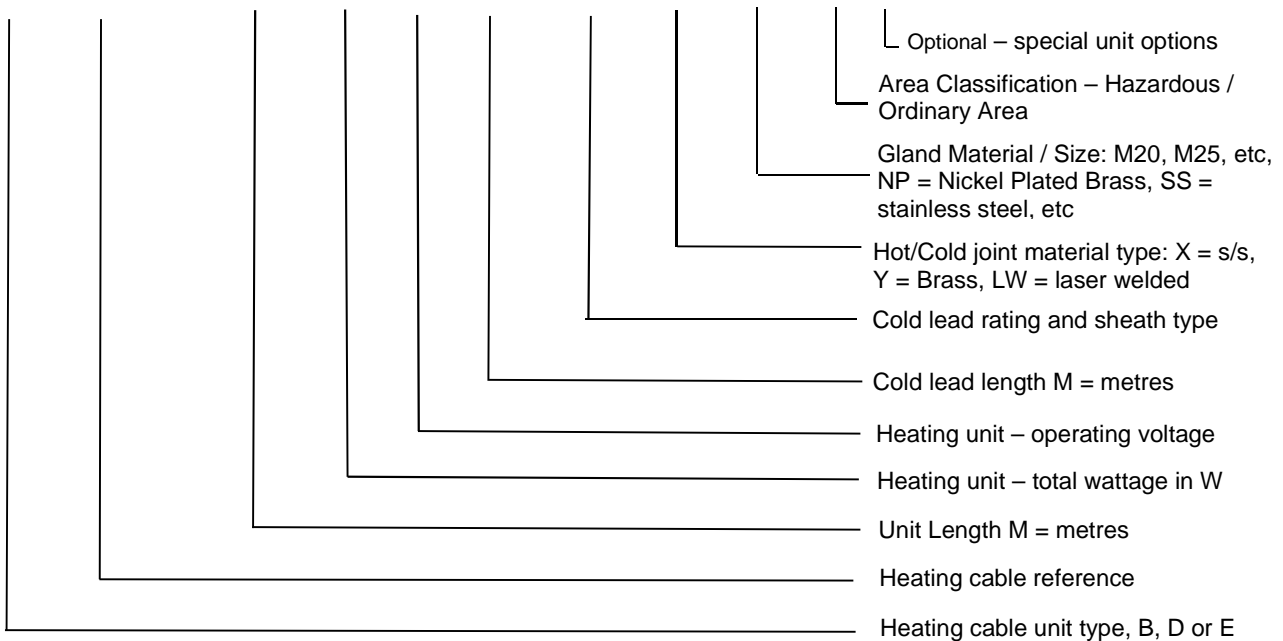 Optional – special unit options
Area Classification – Hazardous /
Ordinary Area
Gland Material / Size: M20, M25, etc,
NP = Nickel Plated Brass, SS =
stainless steel, etc
Hot/Cold joint material type: X = s/s,
Y = Brass, LW = laser welded
Cold lead rating and sheath type
Cold lead length M = metres
Heating unit – operating voltage
Heating unit – total wattage in W
Unit Length M = metres
Heating cable reference
Heating cable unit type, B, D or E